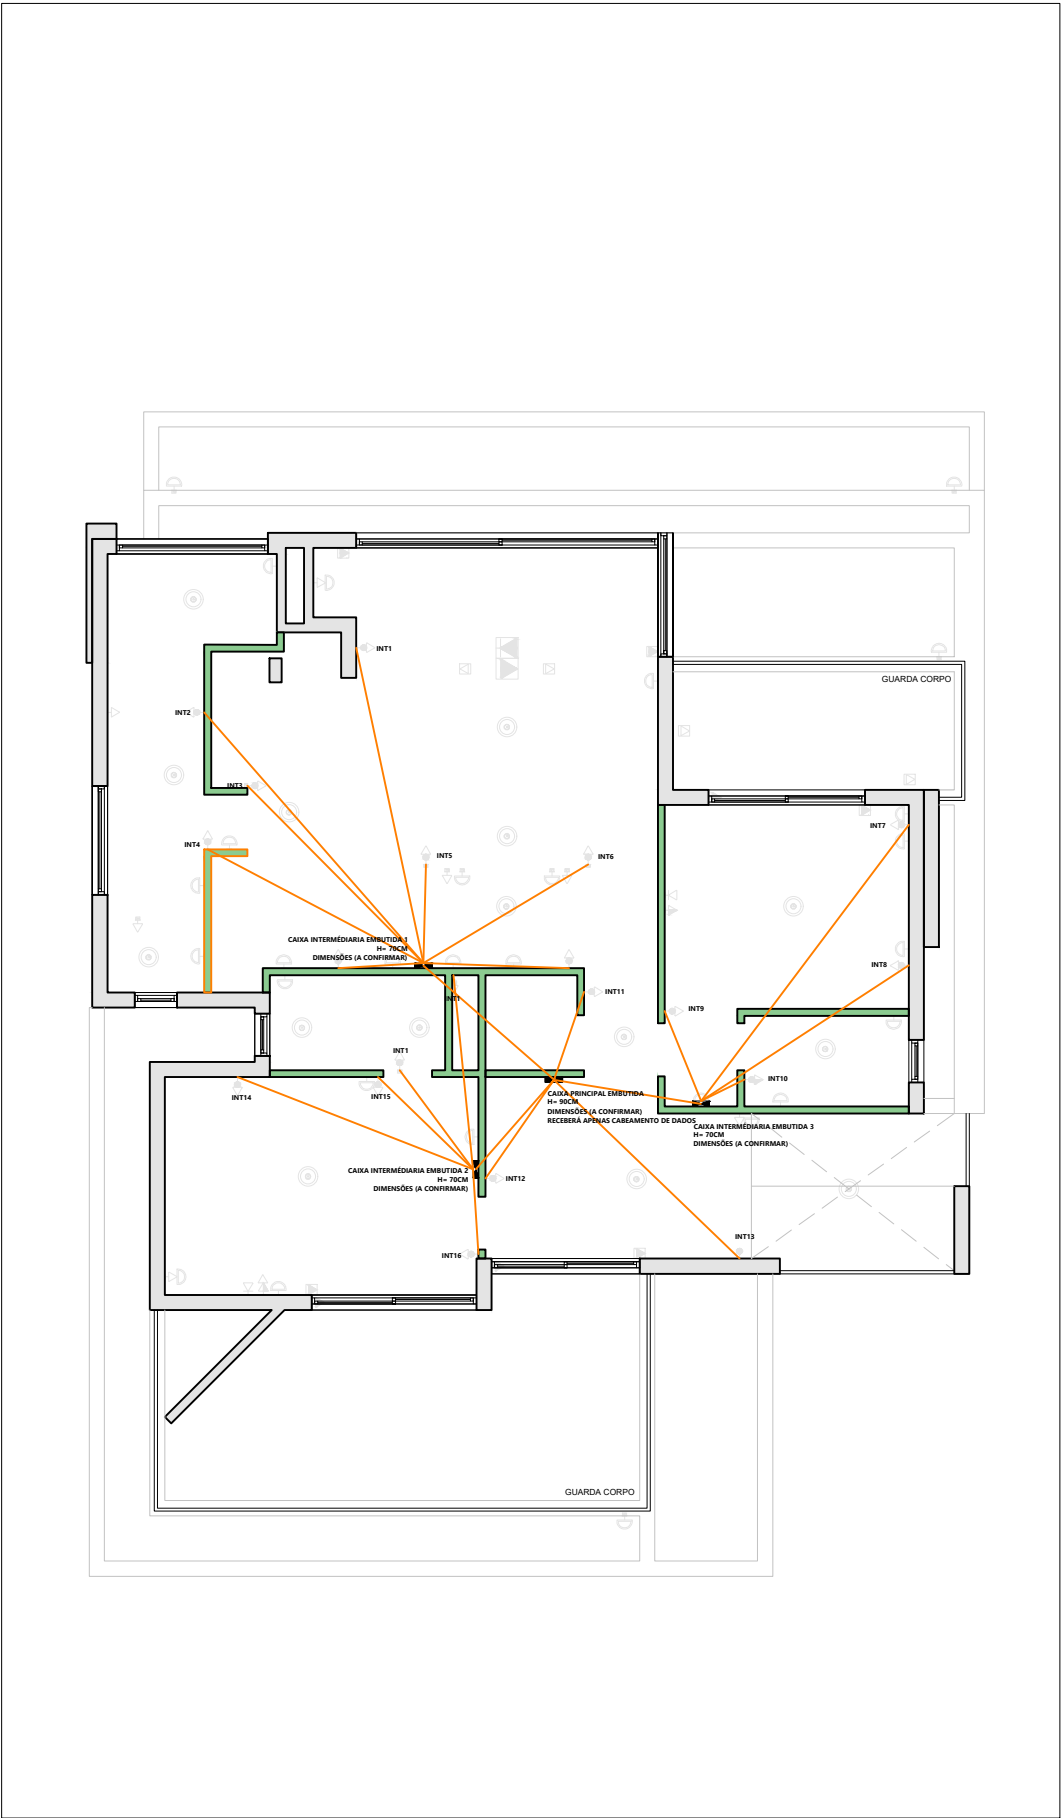 INT1
GUARDA CORPO
INT2
INT3
INT7
INT4
INT5
INT6
CAIXA INTERMÉDIARIA EMBUTIDA 1
H= 70CM
DIMENSÕES (A CONFIRMAR)
INT8
INT11
INT1
INT9
INT1
INT10
INT14
INT15
CAIXA PRINCIPAL EMBUTIDA
H= 90CM
DIMENSÕES (A CONFIRMAR)
RECEBERÁ APENAS CABEAMENTO DE DADOS
CAIXA INTERMÉDIARIA EMBUTIDA 3
H= 70CM
DIMENSÕES (A CONFIRMAR)
CAIXA INTERMÉDIARIA EMBUTIDA 2
H= 70CM
DIMENSÕES (A CONFIRMAR)
INT12
INT13
INT16
GUARDA CORPO